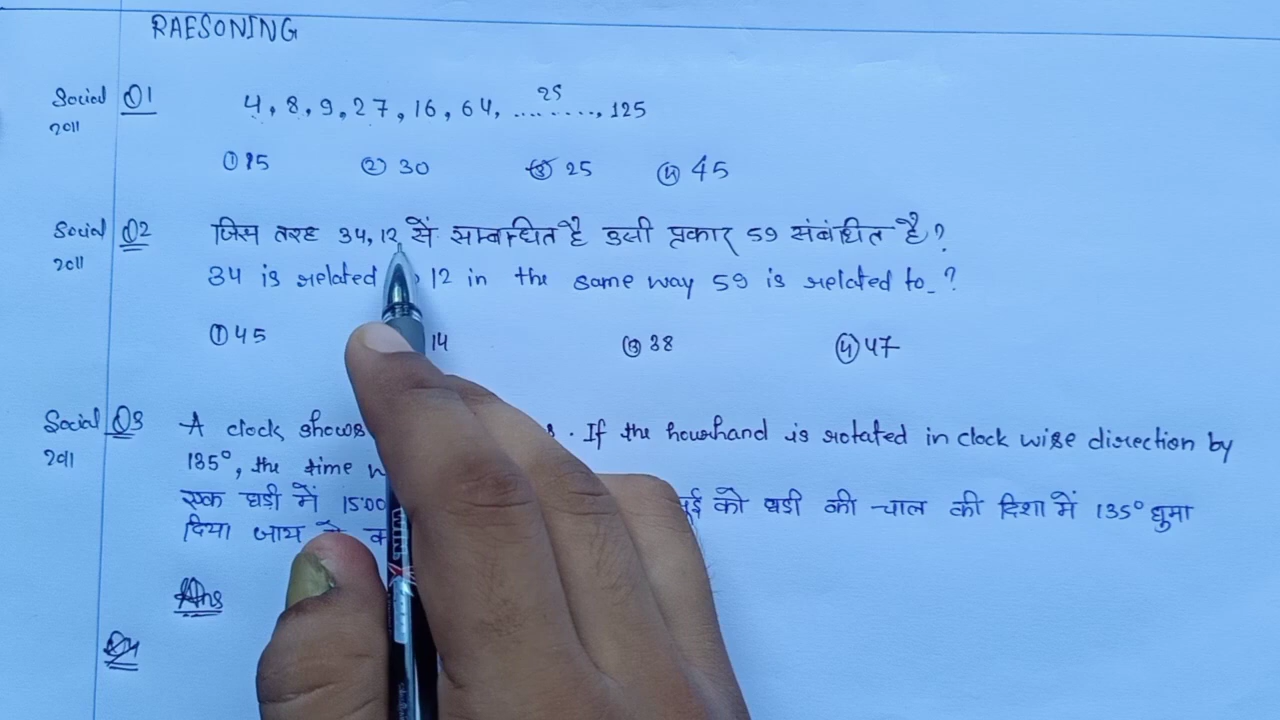 RAESONING
Social Q1 4, 8, 9, 27, 16, 64, ...25..., 125
2011
① 15 ② 30 ③ 25 ④ 45
Social Q2 जिस तरह 34, 12 से सम्बन्धित है उसी प्रकार 59 संबंधित है?
2011 34 is related 12 in the same way 59 is related to_ ?
① 45 14 ③ 38 ④ 47
Social Q3 A clock shows . If the hourhand is rotated in clock wise direction by
2011 135°, the time
एक घडी में 15:00 को घडी की चाल की दिशा में 135° घुमा
दिया जाय
Ans
Q4